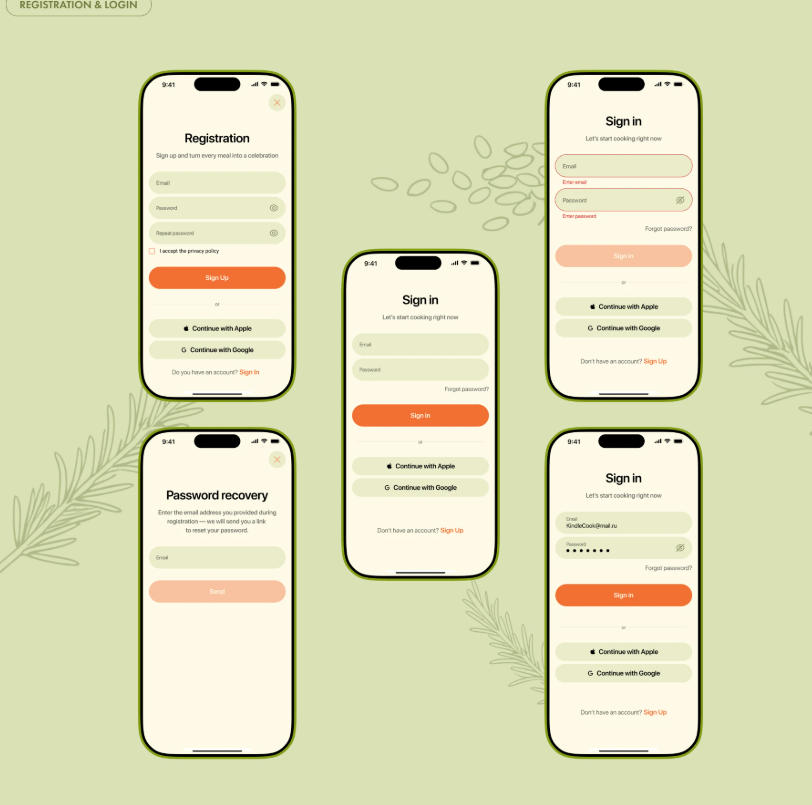 REGISTRATION & LOGIN
9:41
Registration
Sign up and turn every meal into a celebration
Email
Password
Repeat password
I accept the privacy policy
Sign Up
or
Continue with Apple
G Continue with Google
Do you have an account? Sign In
9:41
Password recovery
Enter the email address you provided during
registration — we will send you a link
to reset your password.
Email
Send
9:41
Sign in
Let's start cooking right now
Email
Password
Forgot password?
Sign in
or
Continue with Apple
G Continue with Google
Don't have an account? Sign Up
9:41
Sign in
Let's start cooking right now
Email
Enter email
Password
Enter password
Forgot password?
Sign in
or
Continue with Apple
G Continue with Google
Don't have an account? Sign Up
9:41
Sign in
Let's start cooking right now
Email
KindleCook@mail.ru
Password
•••••••
Forgot password?
Sign in
or
Continue with Apple
G Continue with Google
Don't have an account? Sign Up